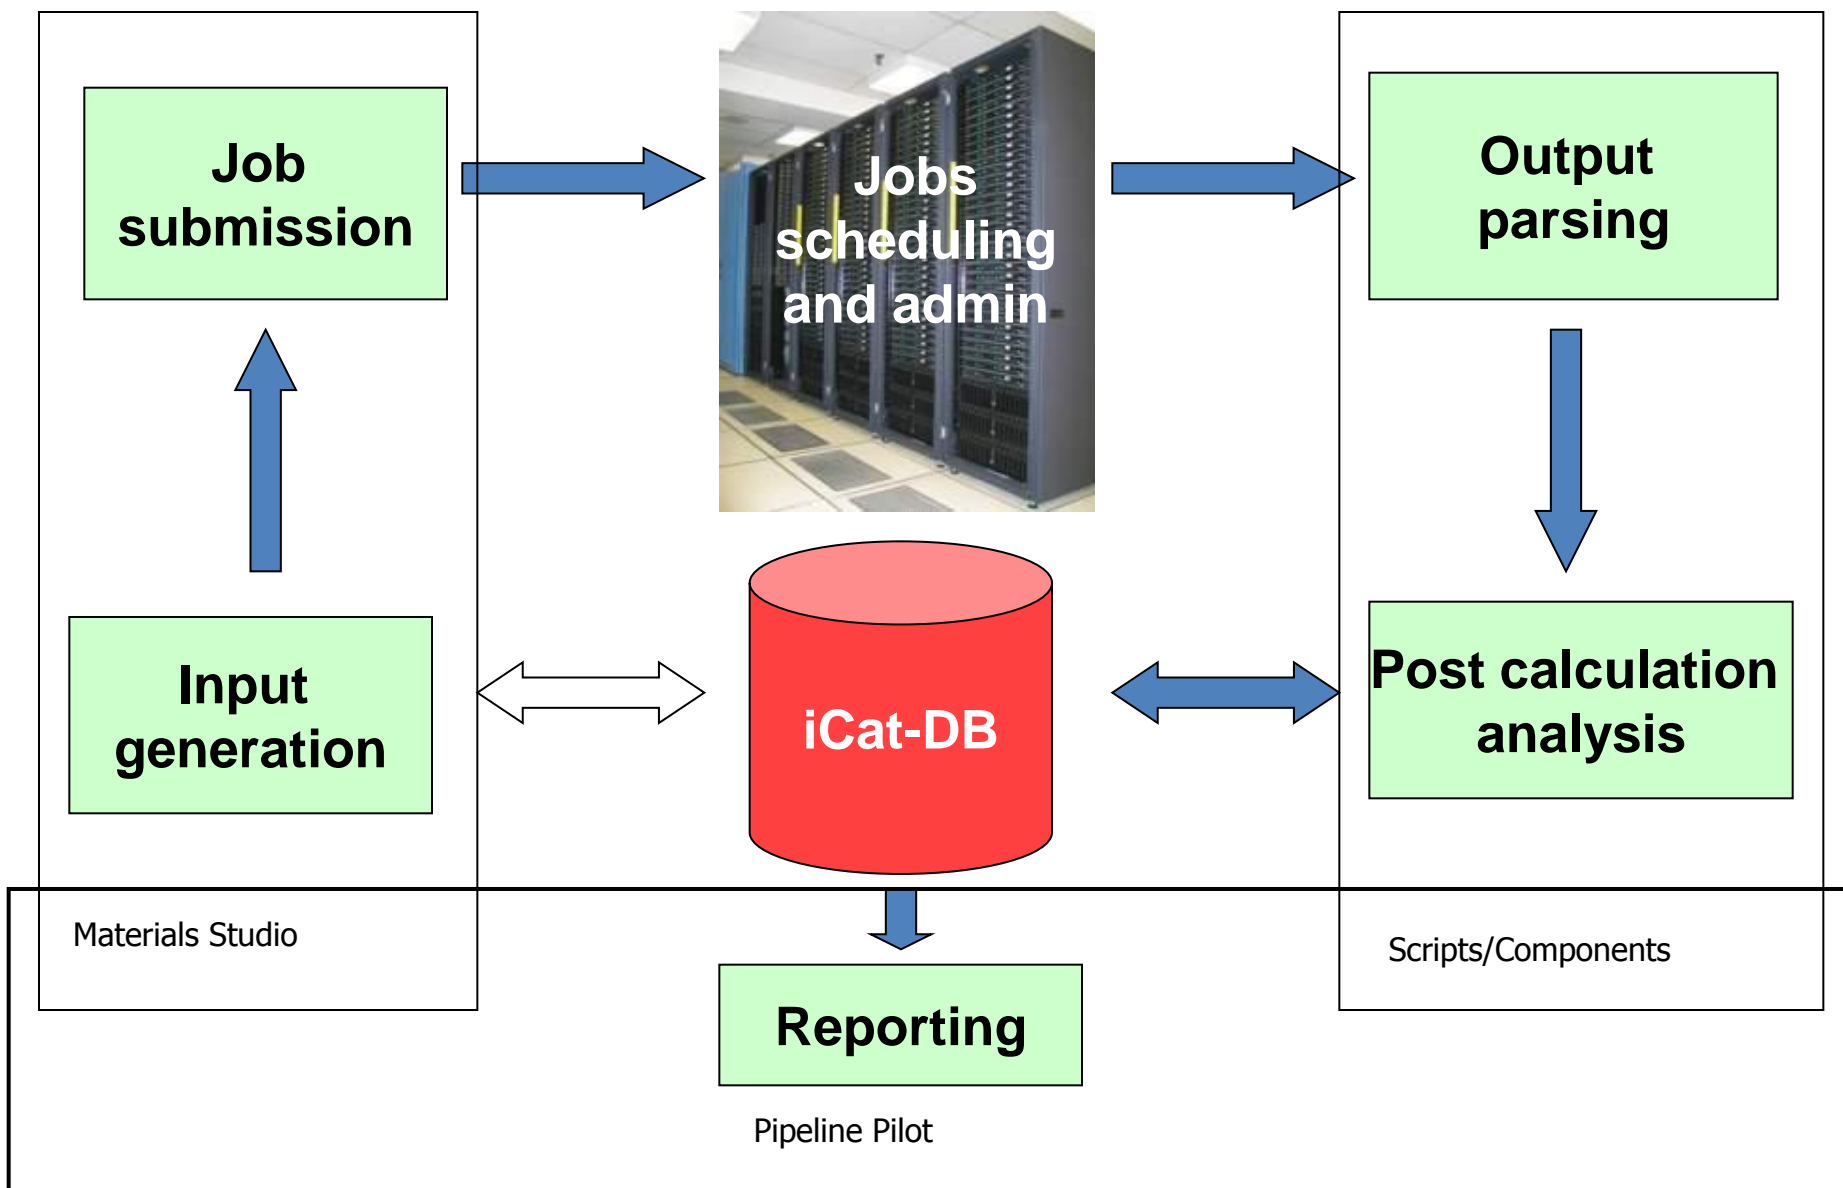 Job
submission
Jobs
scheduling
and admin
Output
parsing
Input
generation
iCat-DB
Post calculation
analysis
Materials Studio
Scripts/Components
Reporting
Pipeline Pilot